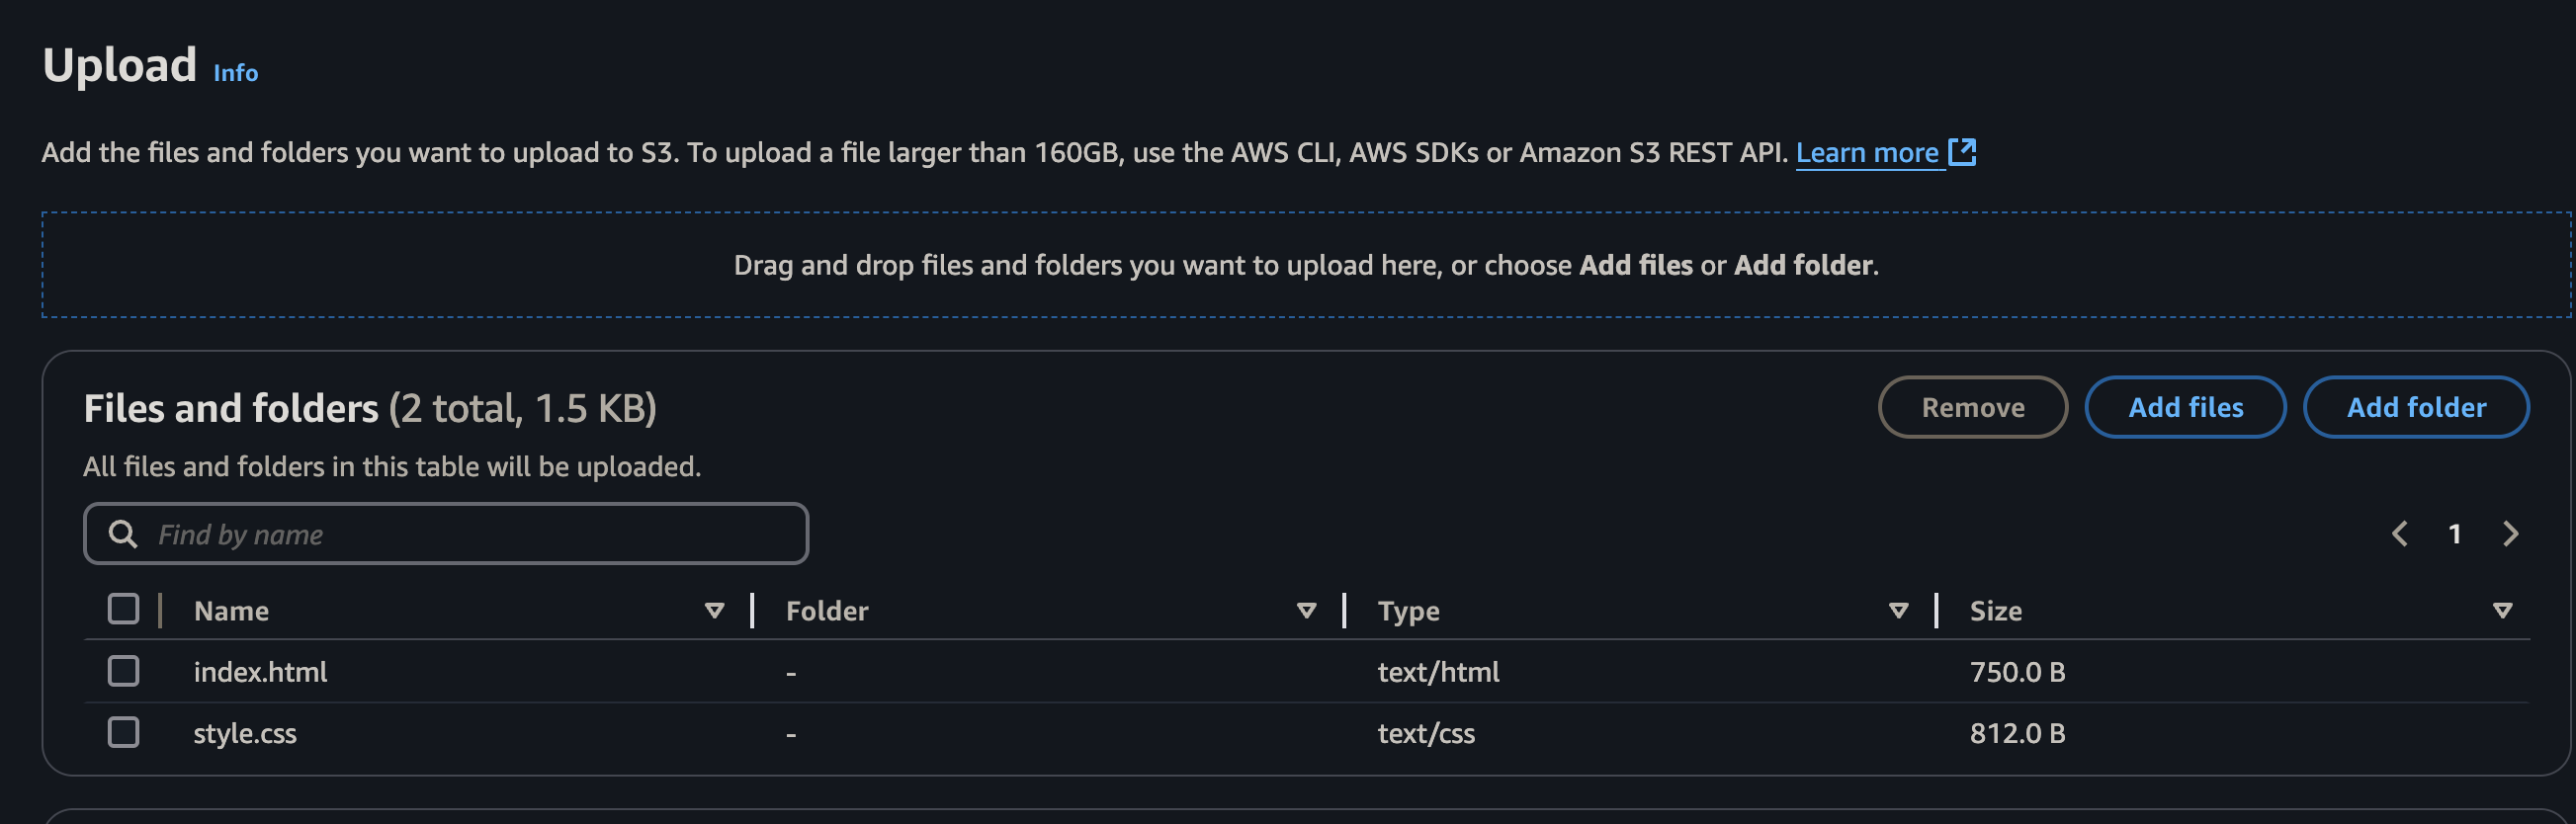 Upload Info
Add the files and folders you want to upload to S3. To upload a file larger than 160GB, use the AWS CLI, AWS SDKs or Amazon S3 REST API. Learn more
Drag and drop files and folders you want to upload here, or choose Add files or Add folder.
Files and folders (2 total, 1.5 KB)
Remove
Add files
Add folder
All files and folders in this table will be uploaded.
Find by name
1
Name Folder Type Size
index.html - text/html 750.0 B
style.css - text/css 812.0 B